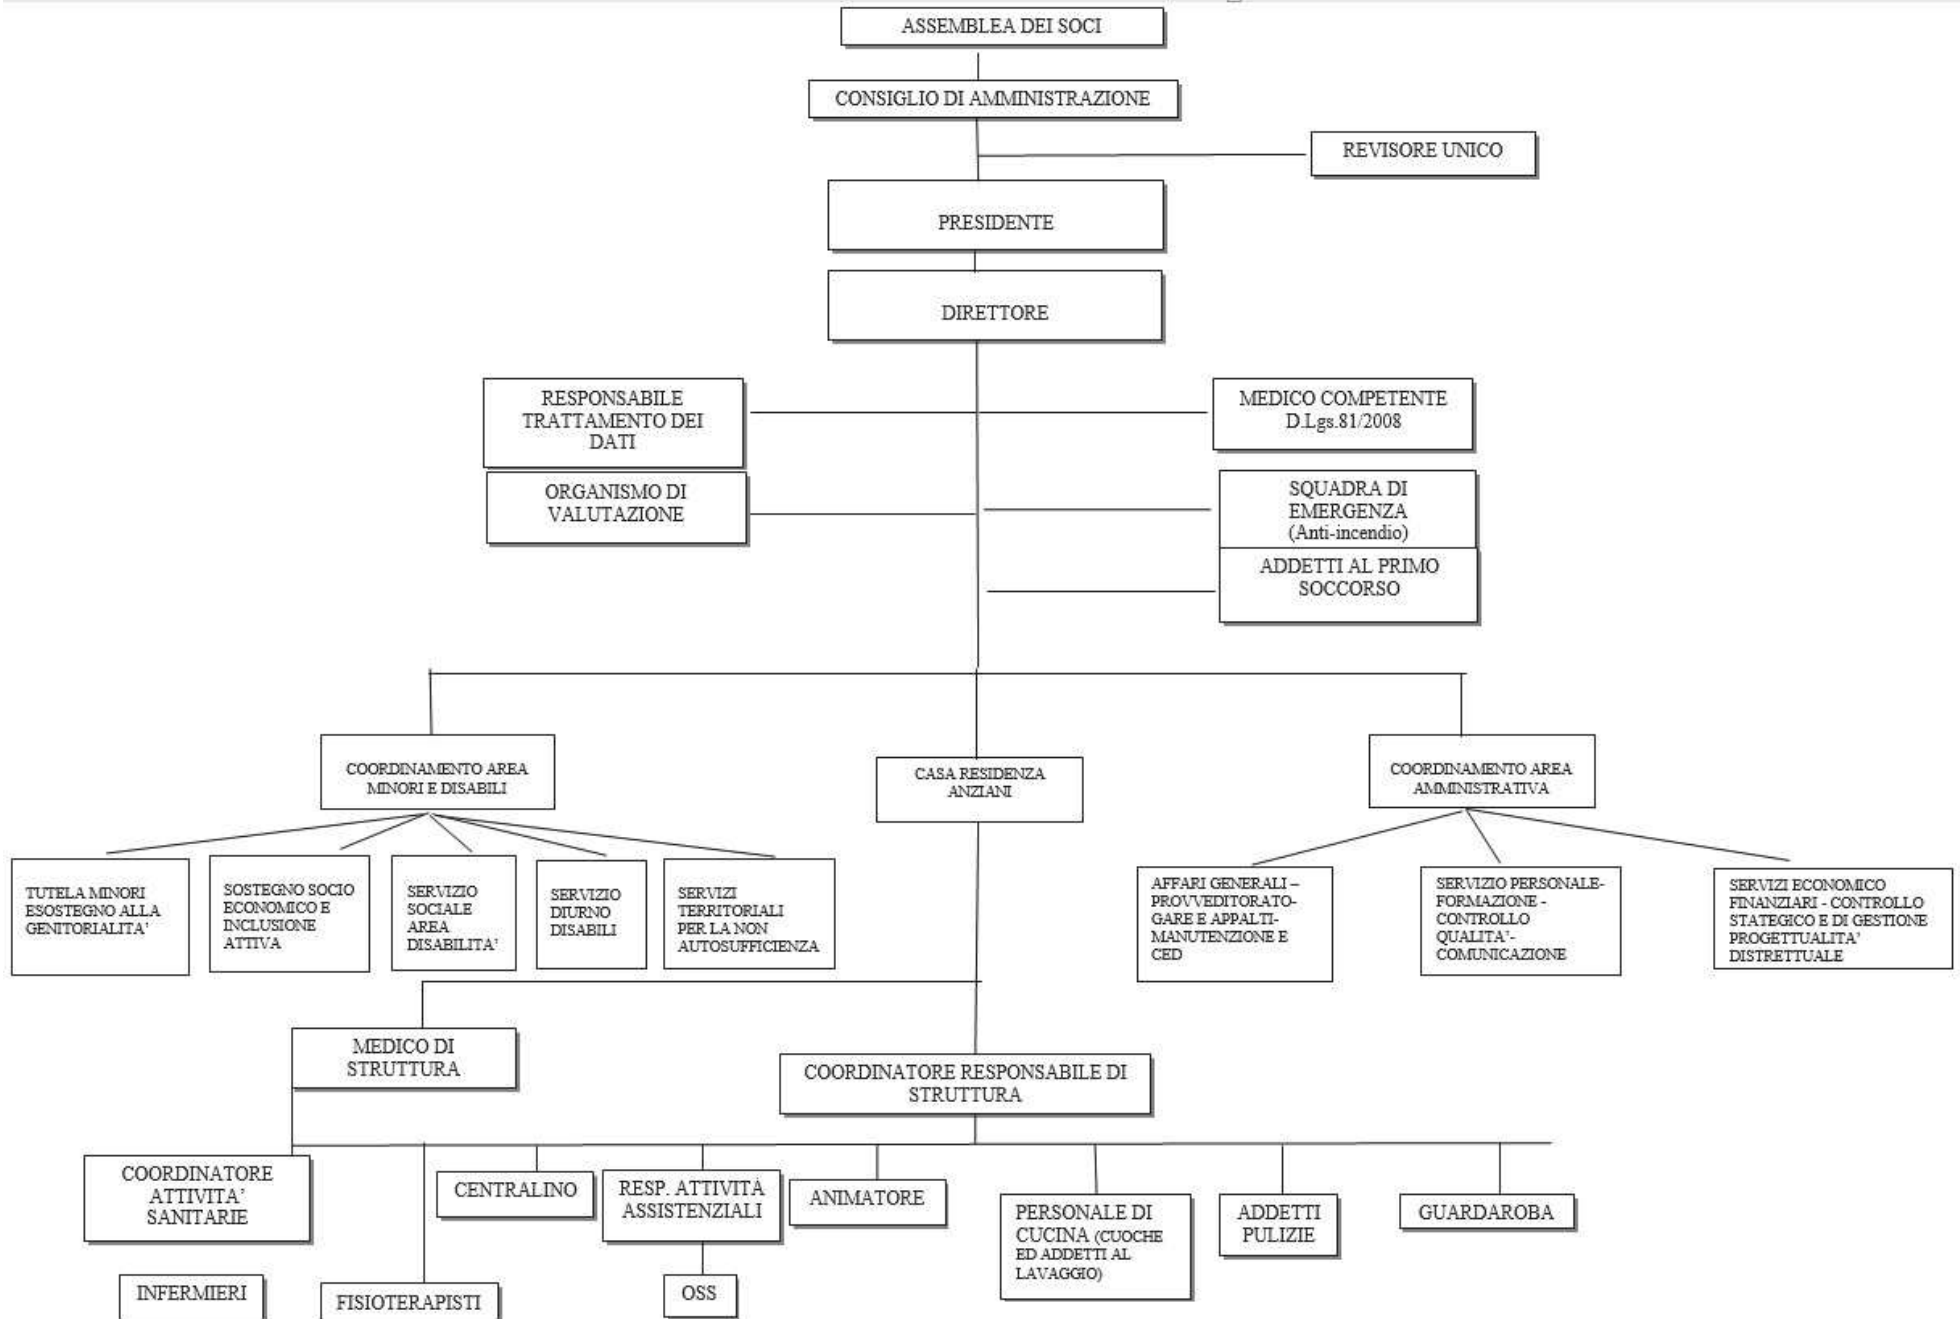 ASSEMBLEA DEI SOCI
CONSIGLIO DI AMMINISTRAZIONE
REVISORE UNICO
PRESIDENTE
DIRETTORE
RESPONSABILE
TRATTAMENTO DEI
DATI
MEDICO COMPETENTE
D.Lgs.81/2008
ORGANISMO DI
VALUTAZIONE
SQUADRA DI
EMERGENZA
(Anti-incendio)
ADDETTI AL PRIMO
SOCCORSO
COORDINAMENTO AREA
MINORI E DISABILI
CASA RESIDENZA
ANZIANI
COORDINAMENTO AREA
AMMINISTRATIVA
TUTELA MINORI
ESOSTEGNO ALLA
GENITORIALITA’
SOSTEGNO SOCIO
ECONOMICO E
INCLUSIONE
ATTIVA
SERVIZIO
SOCIALE
AREA
DISABILITA’
SERVIZIO
DIURNO
DISABILI
SERVIZI
TERRITORIALI
PER LA NON
AUTOSUFFICIENZA
AFFARI GENERALI –
PROVVEDITORATO-
GARE E APPALTI-
MANUTENZIONE E
CED
SERVIZIO PERSONALE-
FORMAZIONE -
CONTROLLO
QUALITA’-
COMUNICAZIONE
SERVIZI ECONOMICO
FINANZIARI - CONTROLLO
STATEGICO E DI GESTIONE
PROGETTUALITA’
DISTRETTUALE
MEDICO DI
STRUTTURA
COORDINATORE RESPONSABILE DI
STRUTTURA
COORDINATORE
ATTIVITA’
SANITARIE
CENTRALINO
RESP. ATTIVITÀ
ASSISTENZIALI
ANIMATORE
PERSONALE DI
CUCINA (CUOCHE
ED ADDETTI AL
LAVAGGIO)
ADDETTI
PULIZIE
GUARDAROBA
INFERMIERI
FISIOTERAPISTI
OSS